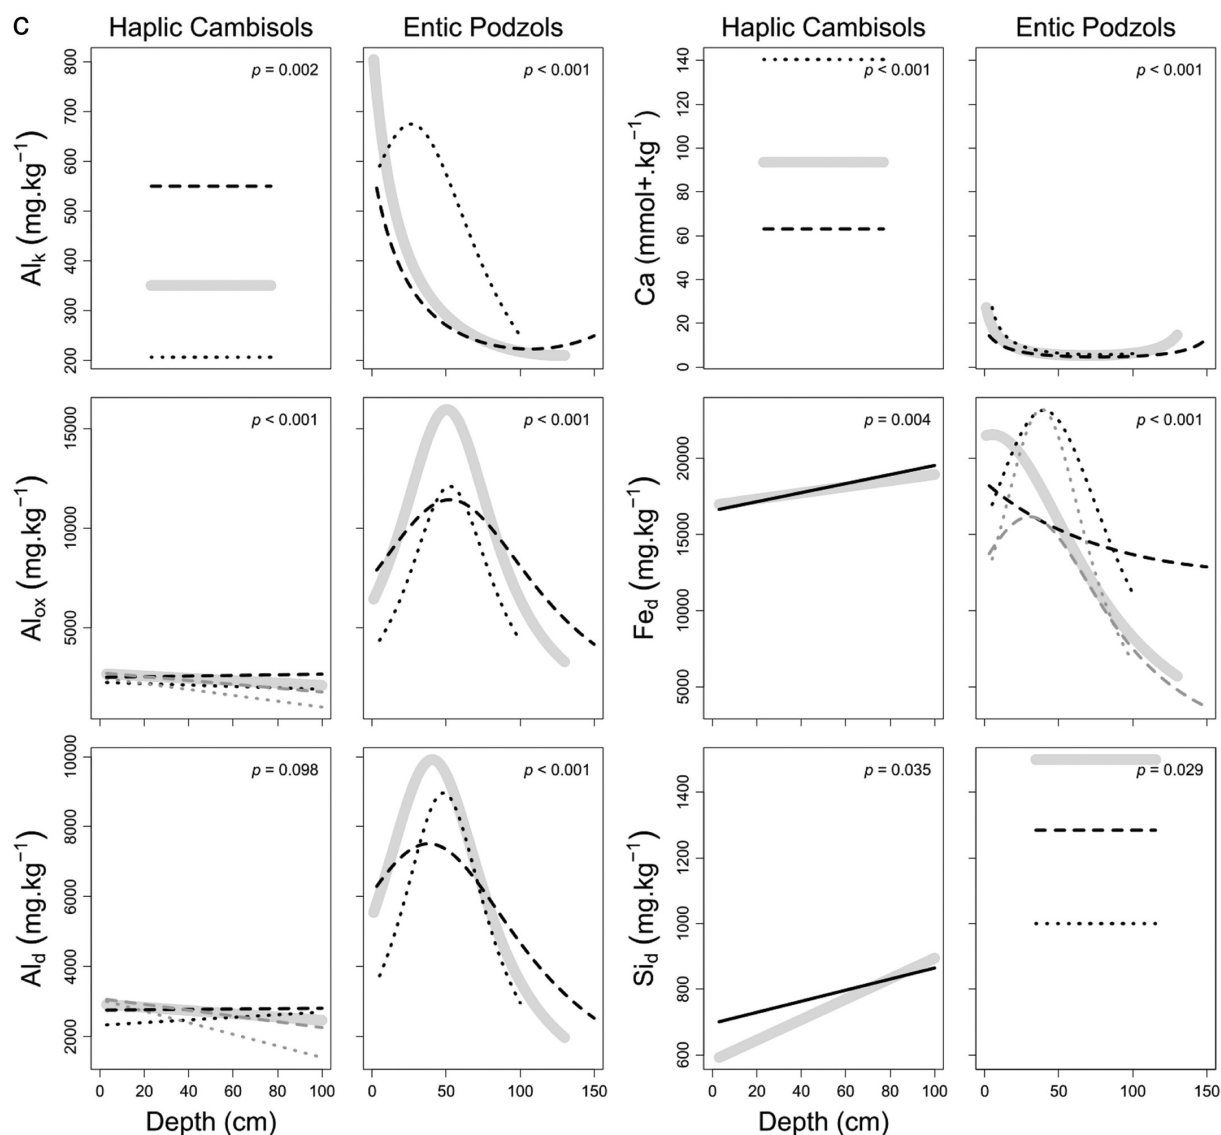 C
Haplic Cambisols Entic Podzols Haplic Cambisols Entic Podzols
Al_k (mg.kg⁻¹)
800
700
600
500
400
300
200
p = 0.002
p < 0.001
Ca (mmol+.kg⁻¹)
140
120
100
80
60
40
20
0
p < 0.001
p < 0.001
Al_ox (mg.kg⁻¹)
15000
10000
5000
p < 0.001
p < 0.001
Fe_d (mg.kg⁻¹)
20000
15000
10000
5000
p = 0.004
p < 0.001
Al_d (mg.kg⁻¹)
10000
8000
6000
4000
2000
p = 0.098
p < 0.001
Si_d (mg.kg⁻¹)
1400
1200
1000
800
600
p = 0.035
p = 0.029
0 20 40 60 80 100 0 50 100 150 0 20 40 60 80 100 0 50 100 150
Depth (cm) Depth (cm)